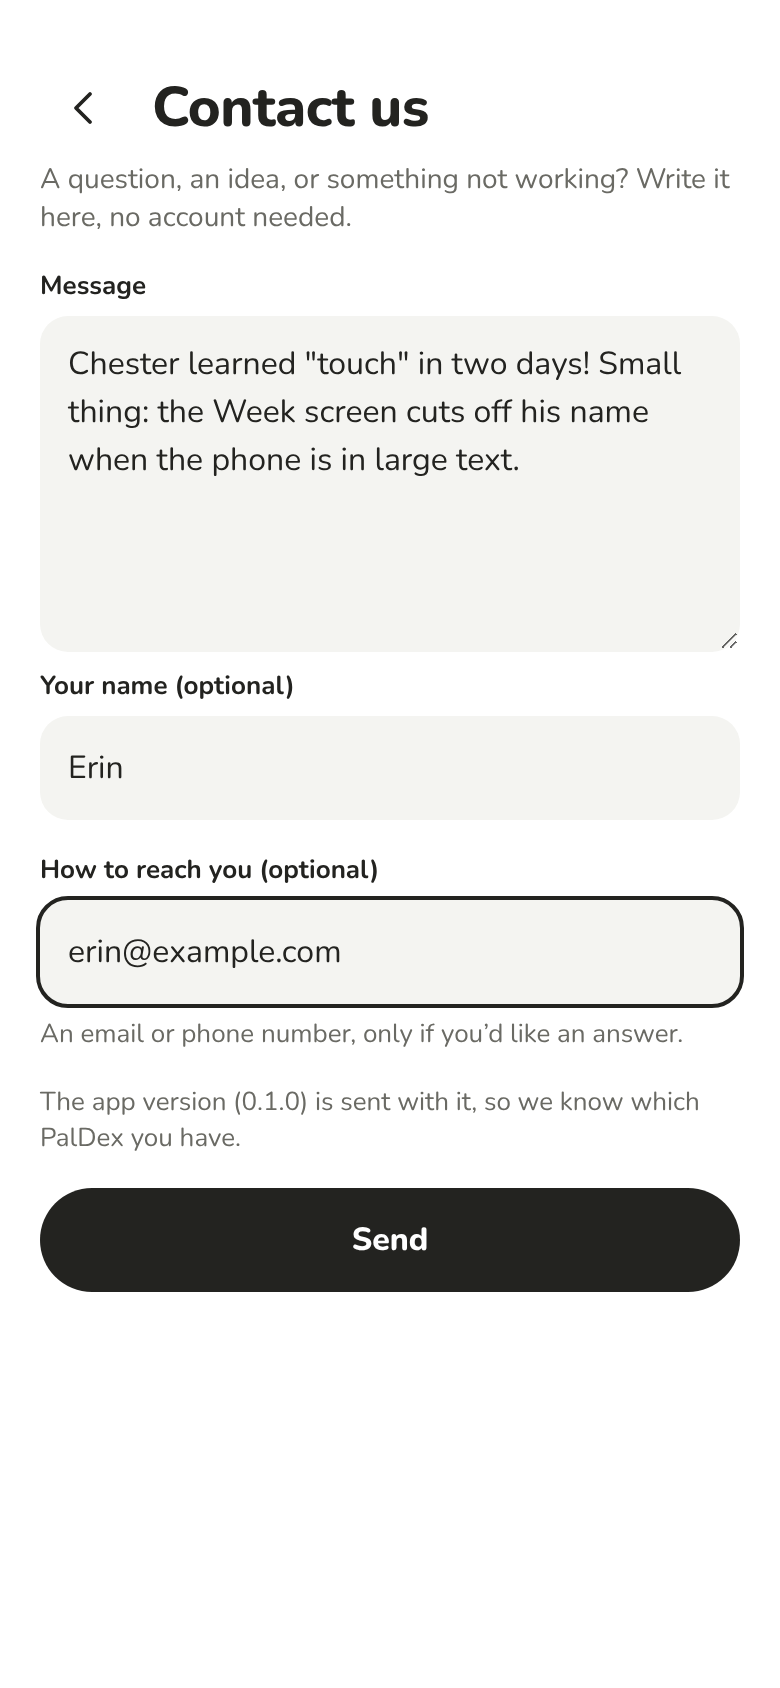 Contact us
A question, an idea, or something not working? Write it
here, no account needed.
Message
Chester learned "touch" in two days! Small
thing: the Week screen cuts off his name
when the phone is in large text.
Your name (optional)
Erin
How to reach you (optional)
erin@example.com
An email or phone number, only if you’d like an answer.
The app version (0.1.0) is sent with it, so we know which
PalDex you have.
Send